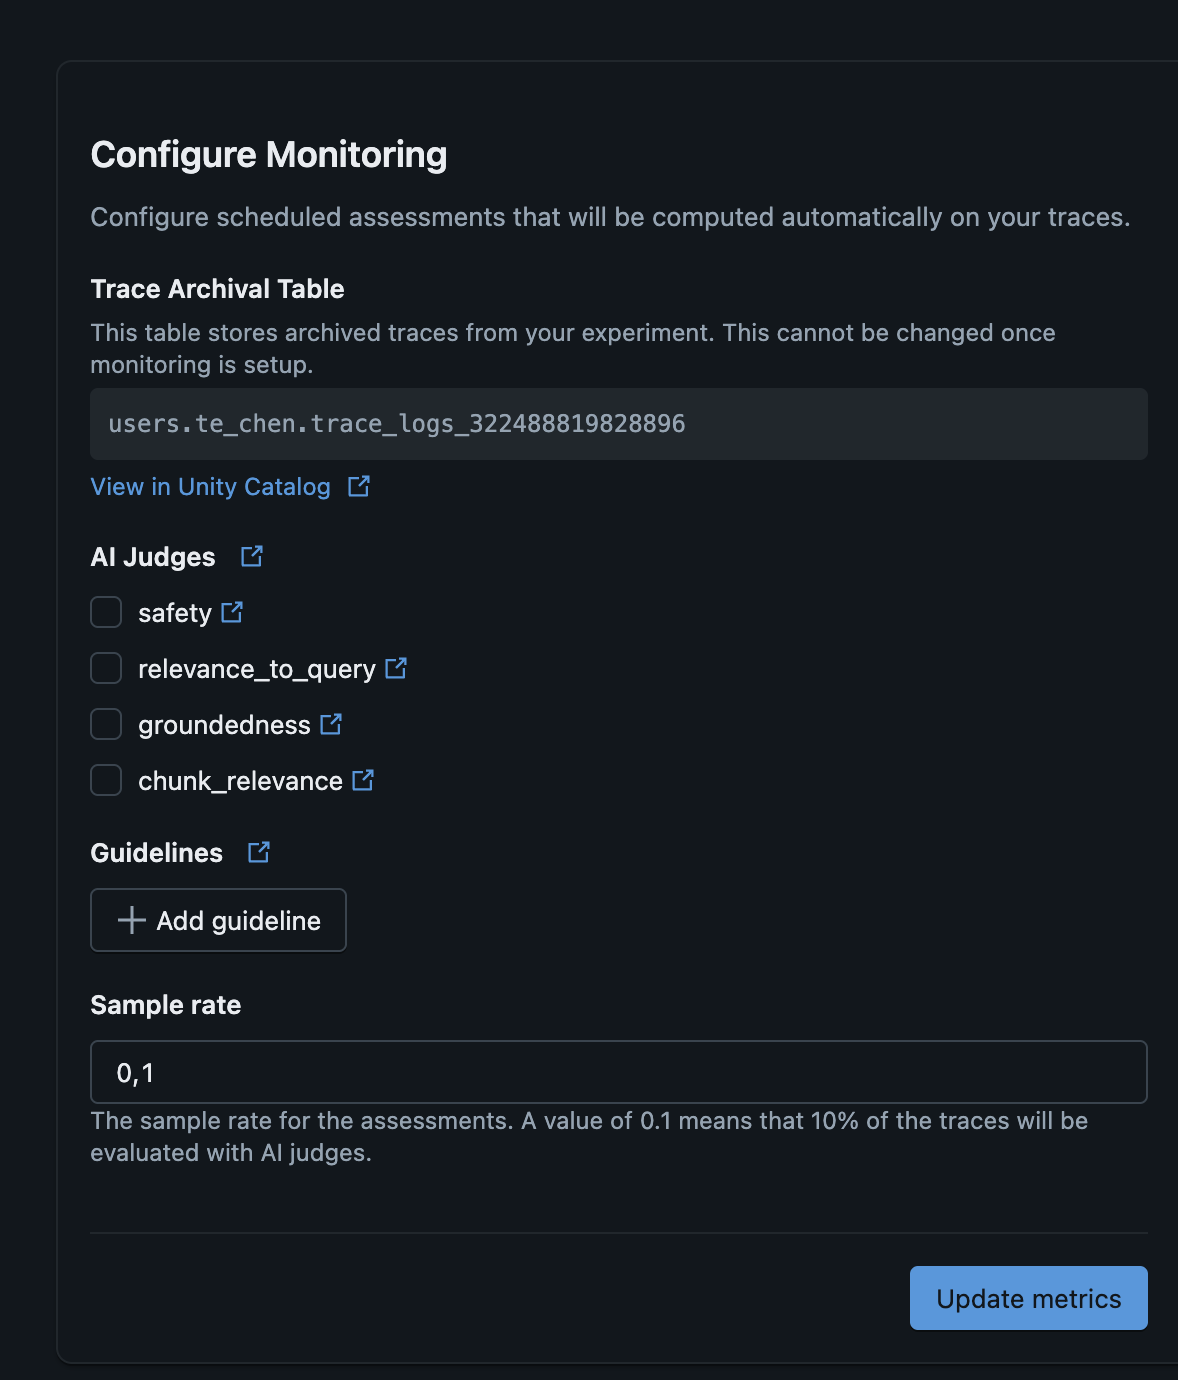 Configure Monitoring
Configure scheduled assessments that will be computed automatically on your traces.
Trace Archival Table
This table stores archived traces from your experiment. This cannot be changed once
monitoring is setup.
users.te_chen.trace_logs_322488819828896
View in Unity Catalog
AI Judges
safety
relevance_to_query
groundedness
chunk_relevance
Guidelines
Add guideline
Sample rate
0,1
The sample rate for the assessments. A value of 0.1 means that 10% of the traces will be
evaluated with AI judges.
Update metrics